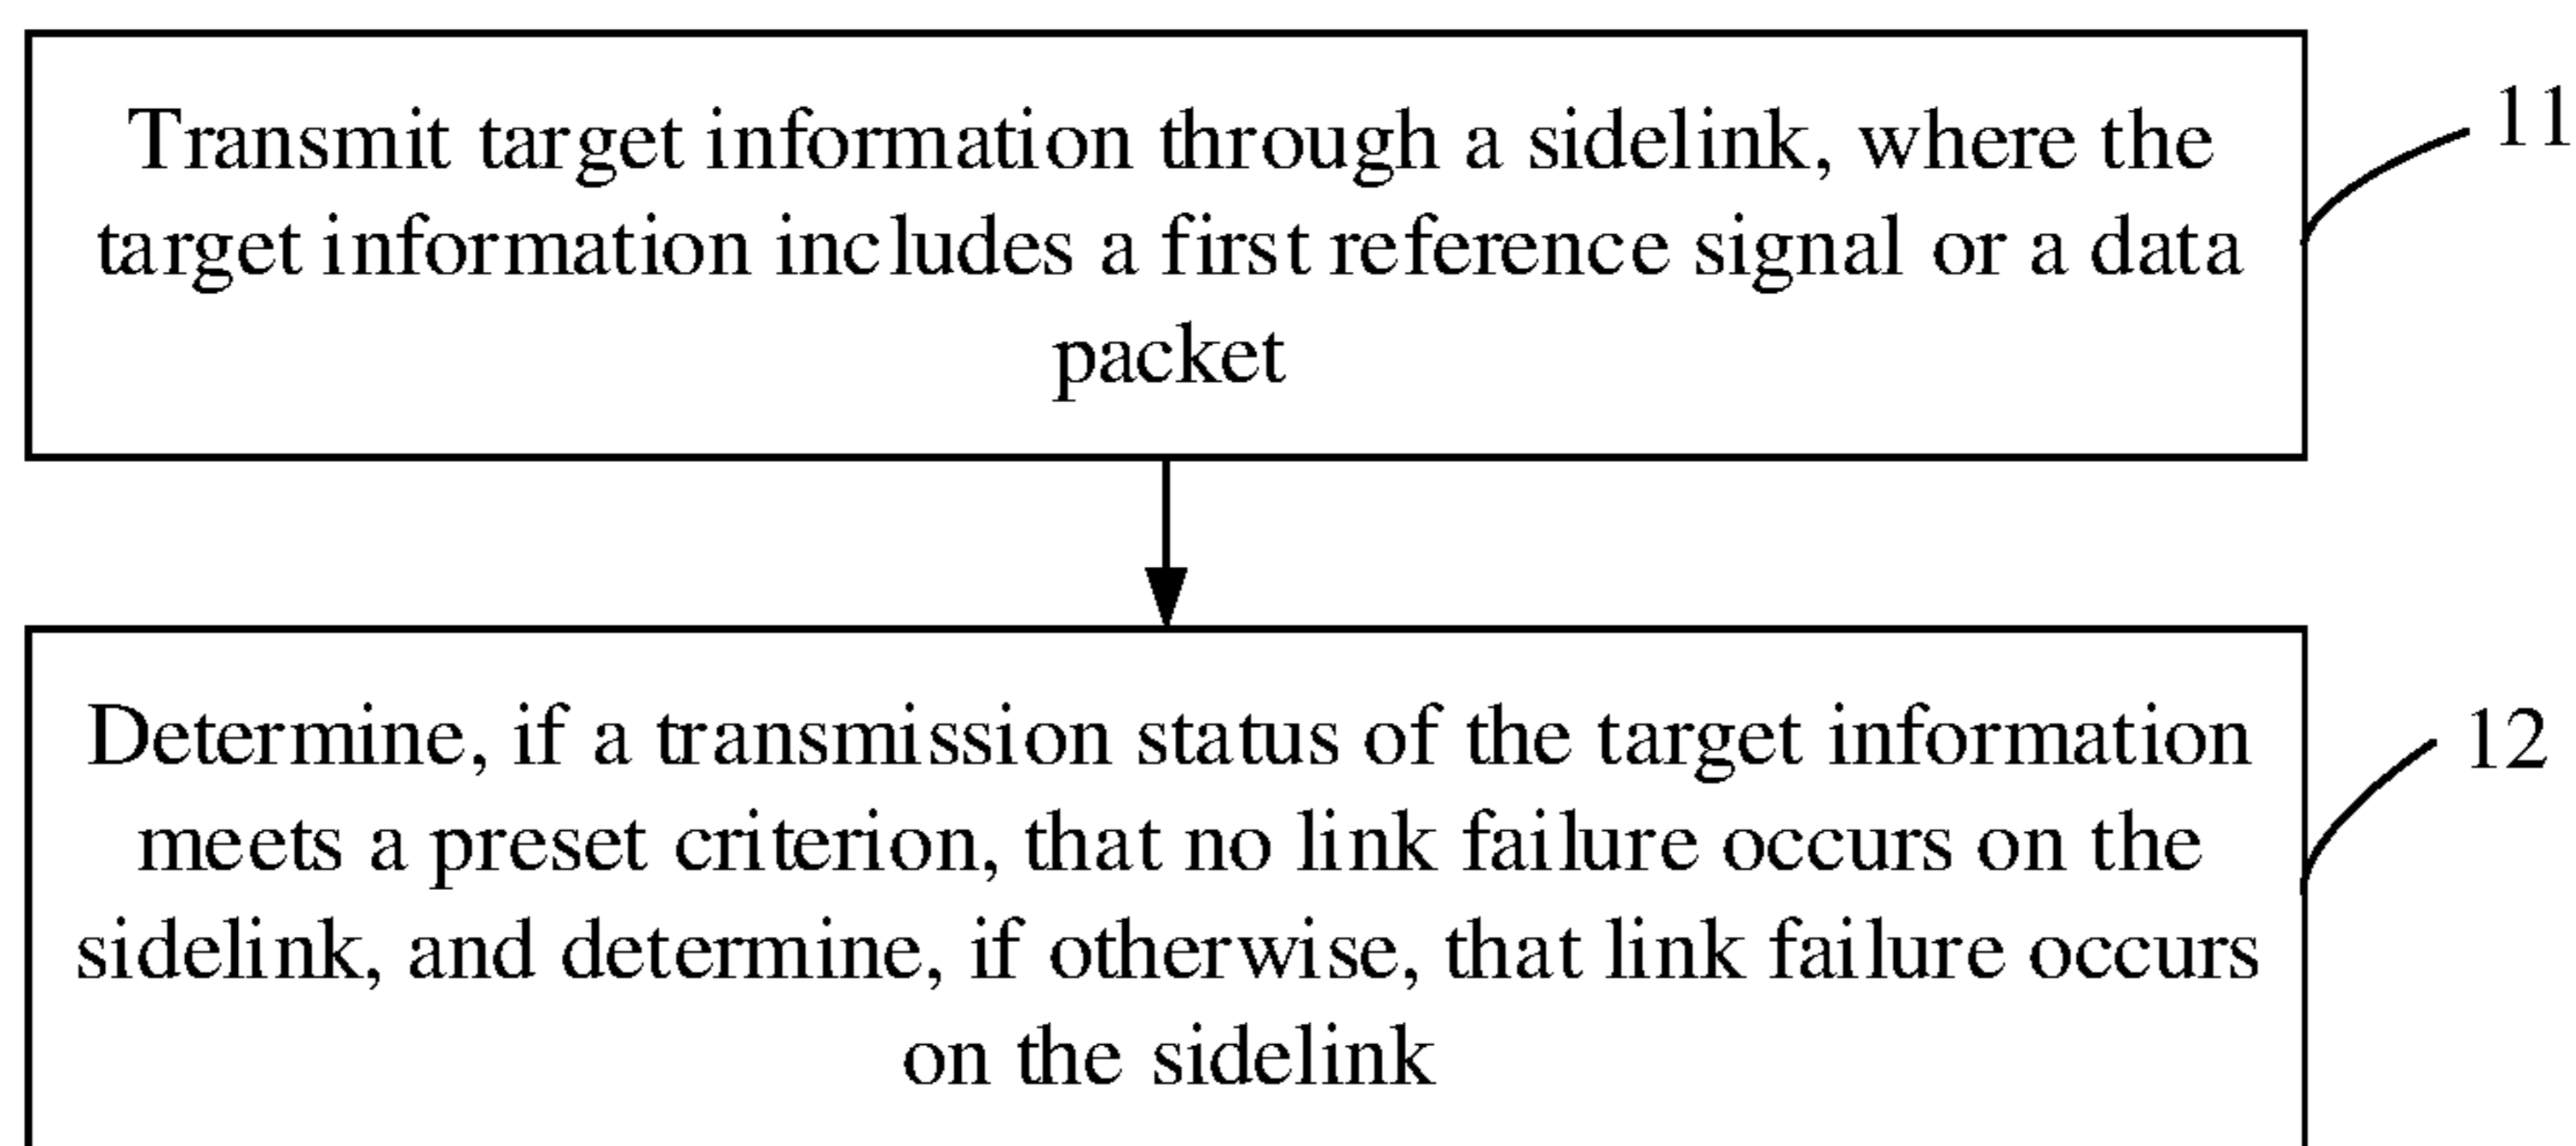 Transmit target information through a sidelink, where the
11
target information includes a first reference signal or a data
packet
Determine, if a transmission status of the target information
12
meets a preset criterion, that no link failure occurs on the
sidelink, and determine, if otherwise, that link failure occurs
on the sidelink